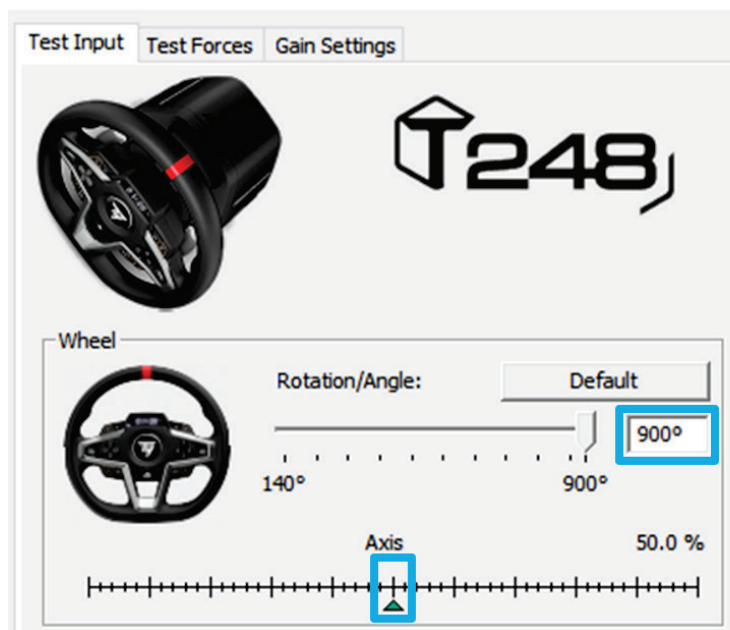 Test Input Test Forces Gain Settings
T248
Wheel
Rotation/Angle: Default
900°
140° 900°
Axis 50.0 %